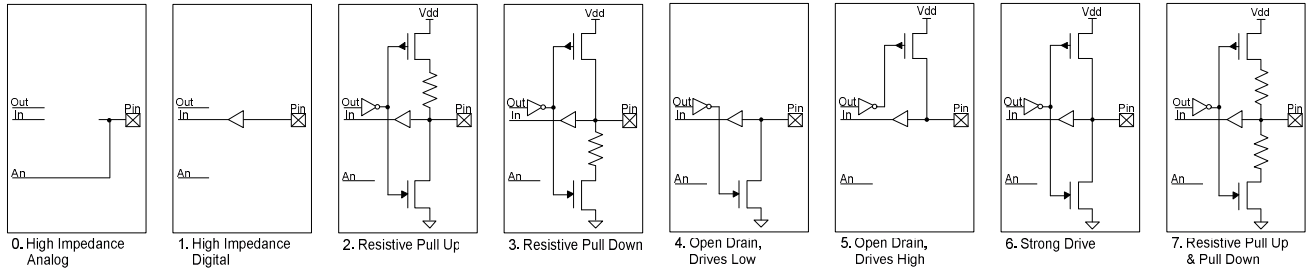 Out
In
An
Pin
0. High Impedance
Analog
Out
In
An
Pin
1. High Impedance
Digital
Vdd
Out
In
An
Pin
2. Resistive Pull Up
Vdd
Out
In
An
Pin
3. Resistive Pull Down
Out
In
An
Pin
4. Open Drain,
Drives Low
Vdd
Out
In
An
Pin
5. Open Drain,
Drives High
Vdd
Out
In
An
Pin
6. Strong Drive
Vdd
Out
In
An
Pin
7. Resistive Pull Up
& Pull Down